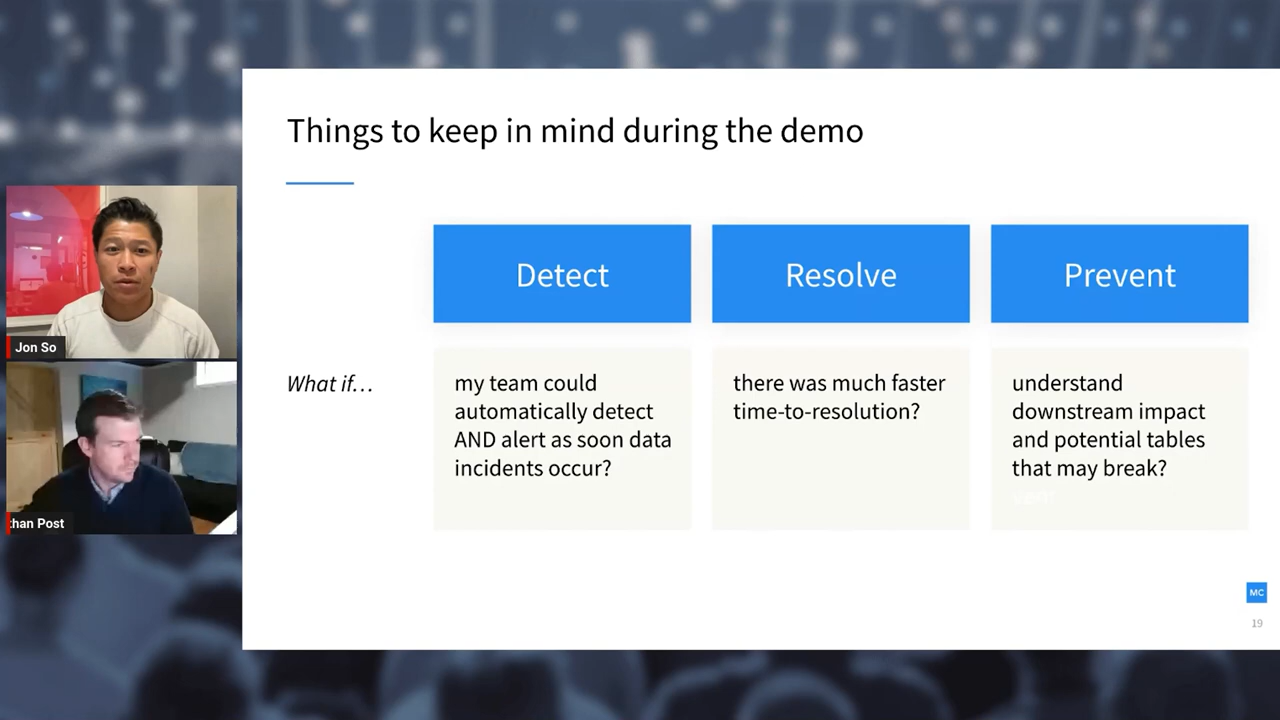 Things to keep in mind during the demo
Detect
Resolve
Prevent
What if…
my team could
automatically detect
AND alert as soon data
incidents occur?
there was much faster
time-to-resolution?
understand
downstream impact
and potential tables
that may break?
Jon So
than Post
MC
19